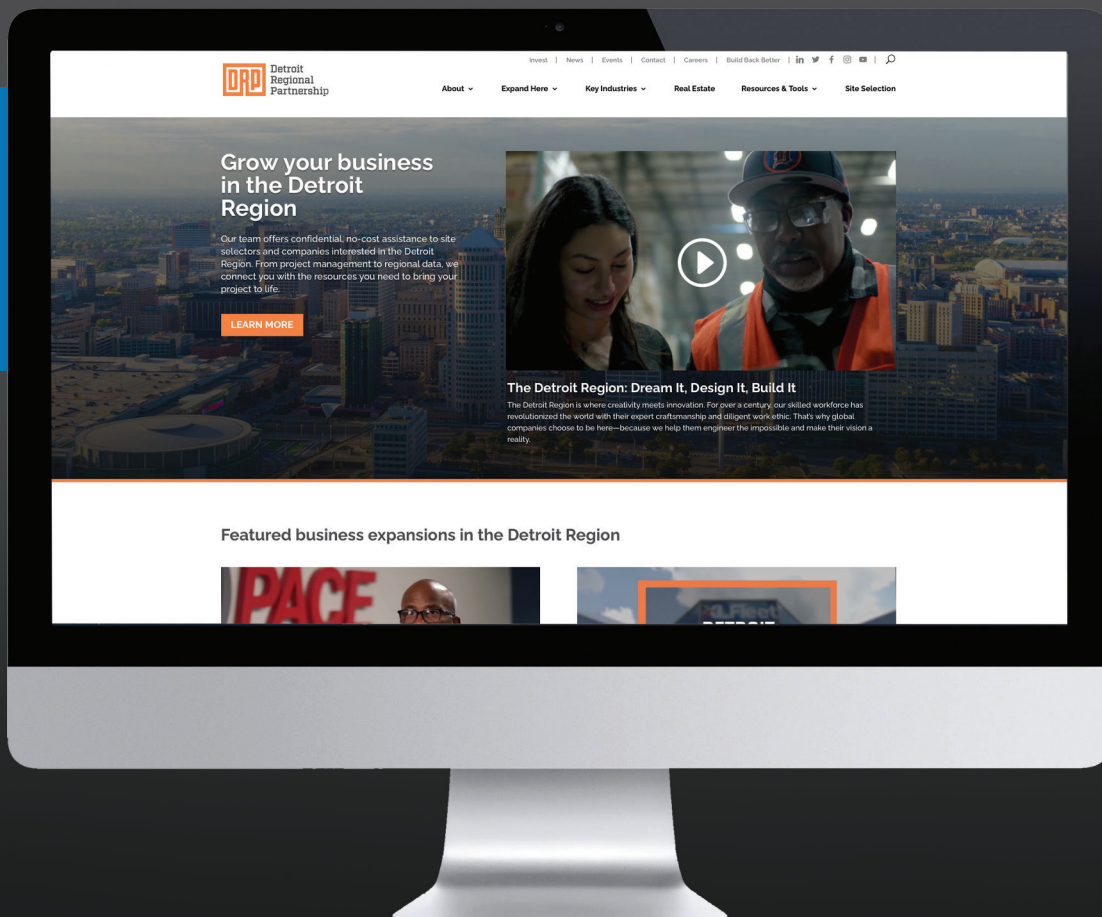 DRP
Detroit
Regional
Partnership
Invest | News | Events | Contact | Careers | Build Back Better | in f |
About Expand Here Key Industries Real Estate Resources & Tools Site Selection
Grow your business
in the Detroit
Region
Our team offers confidential, no-cost assistance to site
selectors and companies interested in the Detroit
Region. From project management to regional data, we
connect you with the resources you need to bring your
project to life.
LEARN MORE
D
The Detroit Region: Dream It, Design It, Build It
The Detroit Region is where creativity meets innovation. For over a century, our skilled workforce has
revolutionized the world with their expert craftsmanship and diligent work ethic. That's why global
companies choose to be here—because we help them engineer the impossible and make their vision a
reality.
Featured business expansions in the Detroit Region
PACE
XL Fleet
DETROIT